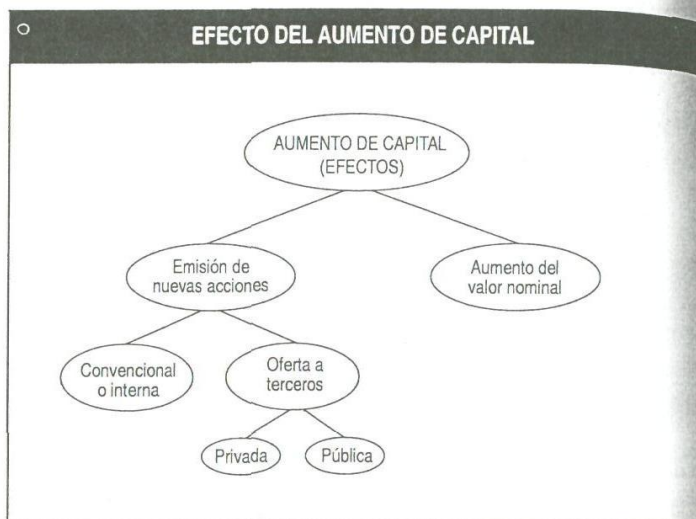 EFECTO DEL AUMENTO DE CAPITAL
AUMENTO DE CAPITAL
(EFECTOS)
Emisión de
nuevas acciones
Aumento del
valor nominal
Convencional
o interna
Oferta a
terceros
Privada
Pública